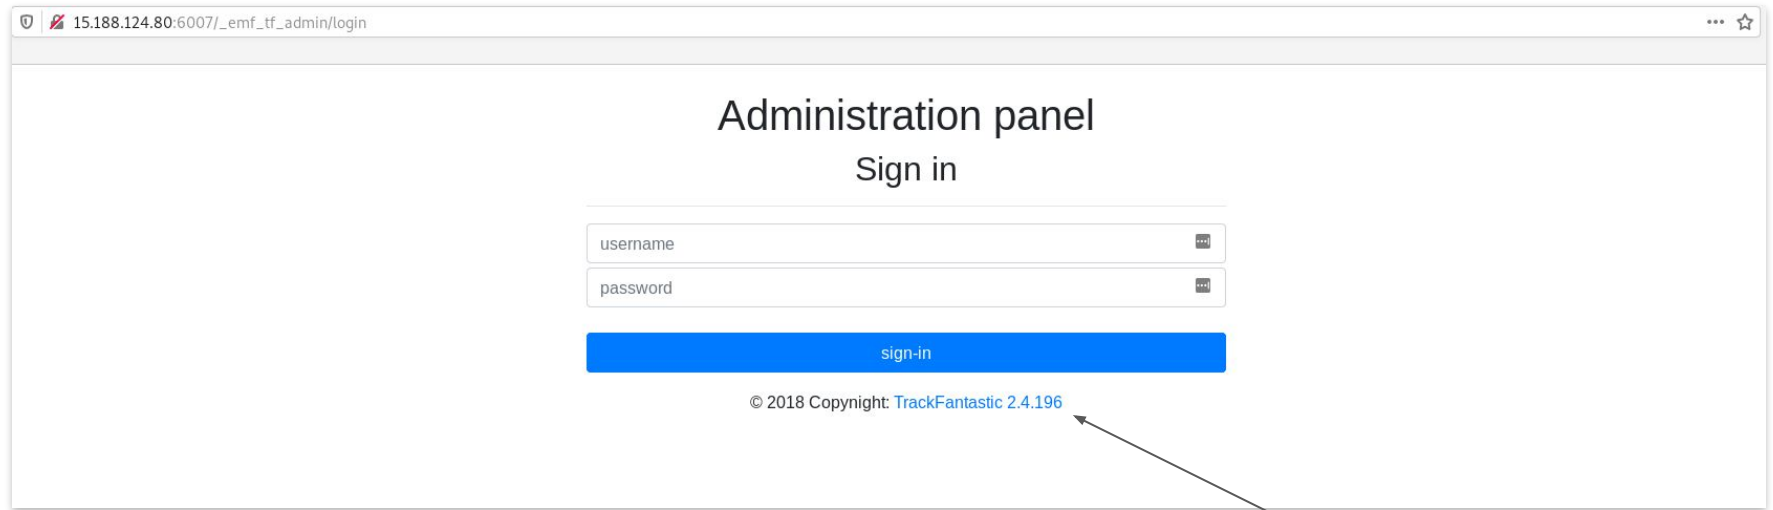 15.188.124.80:6007/_emf_tf_admin/login
Administration panel
Sign in
username
password
sign-in
© 2018 Copynight: TrackFantastic 2.4.196